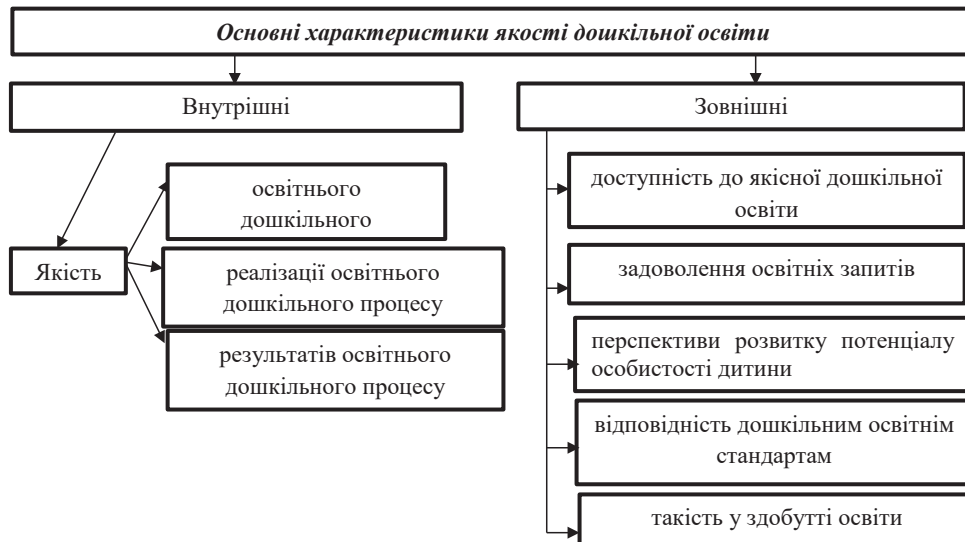 Основні характеристики якості дошкільної освіти
Внутрішні
Зовнішні
Якість
освітнього
дошкільного
реалізації освітнього
дошкільного процесу
результатів освітнього
дошкільного процесу
доступність до якісної дошкільної
освіти
задоволення освітніх запитів
перспективи розвитку потенціалу
особистості дитини
відповідність дошкільним освітнім
стандартам
такість у здобутті освіти